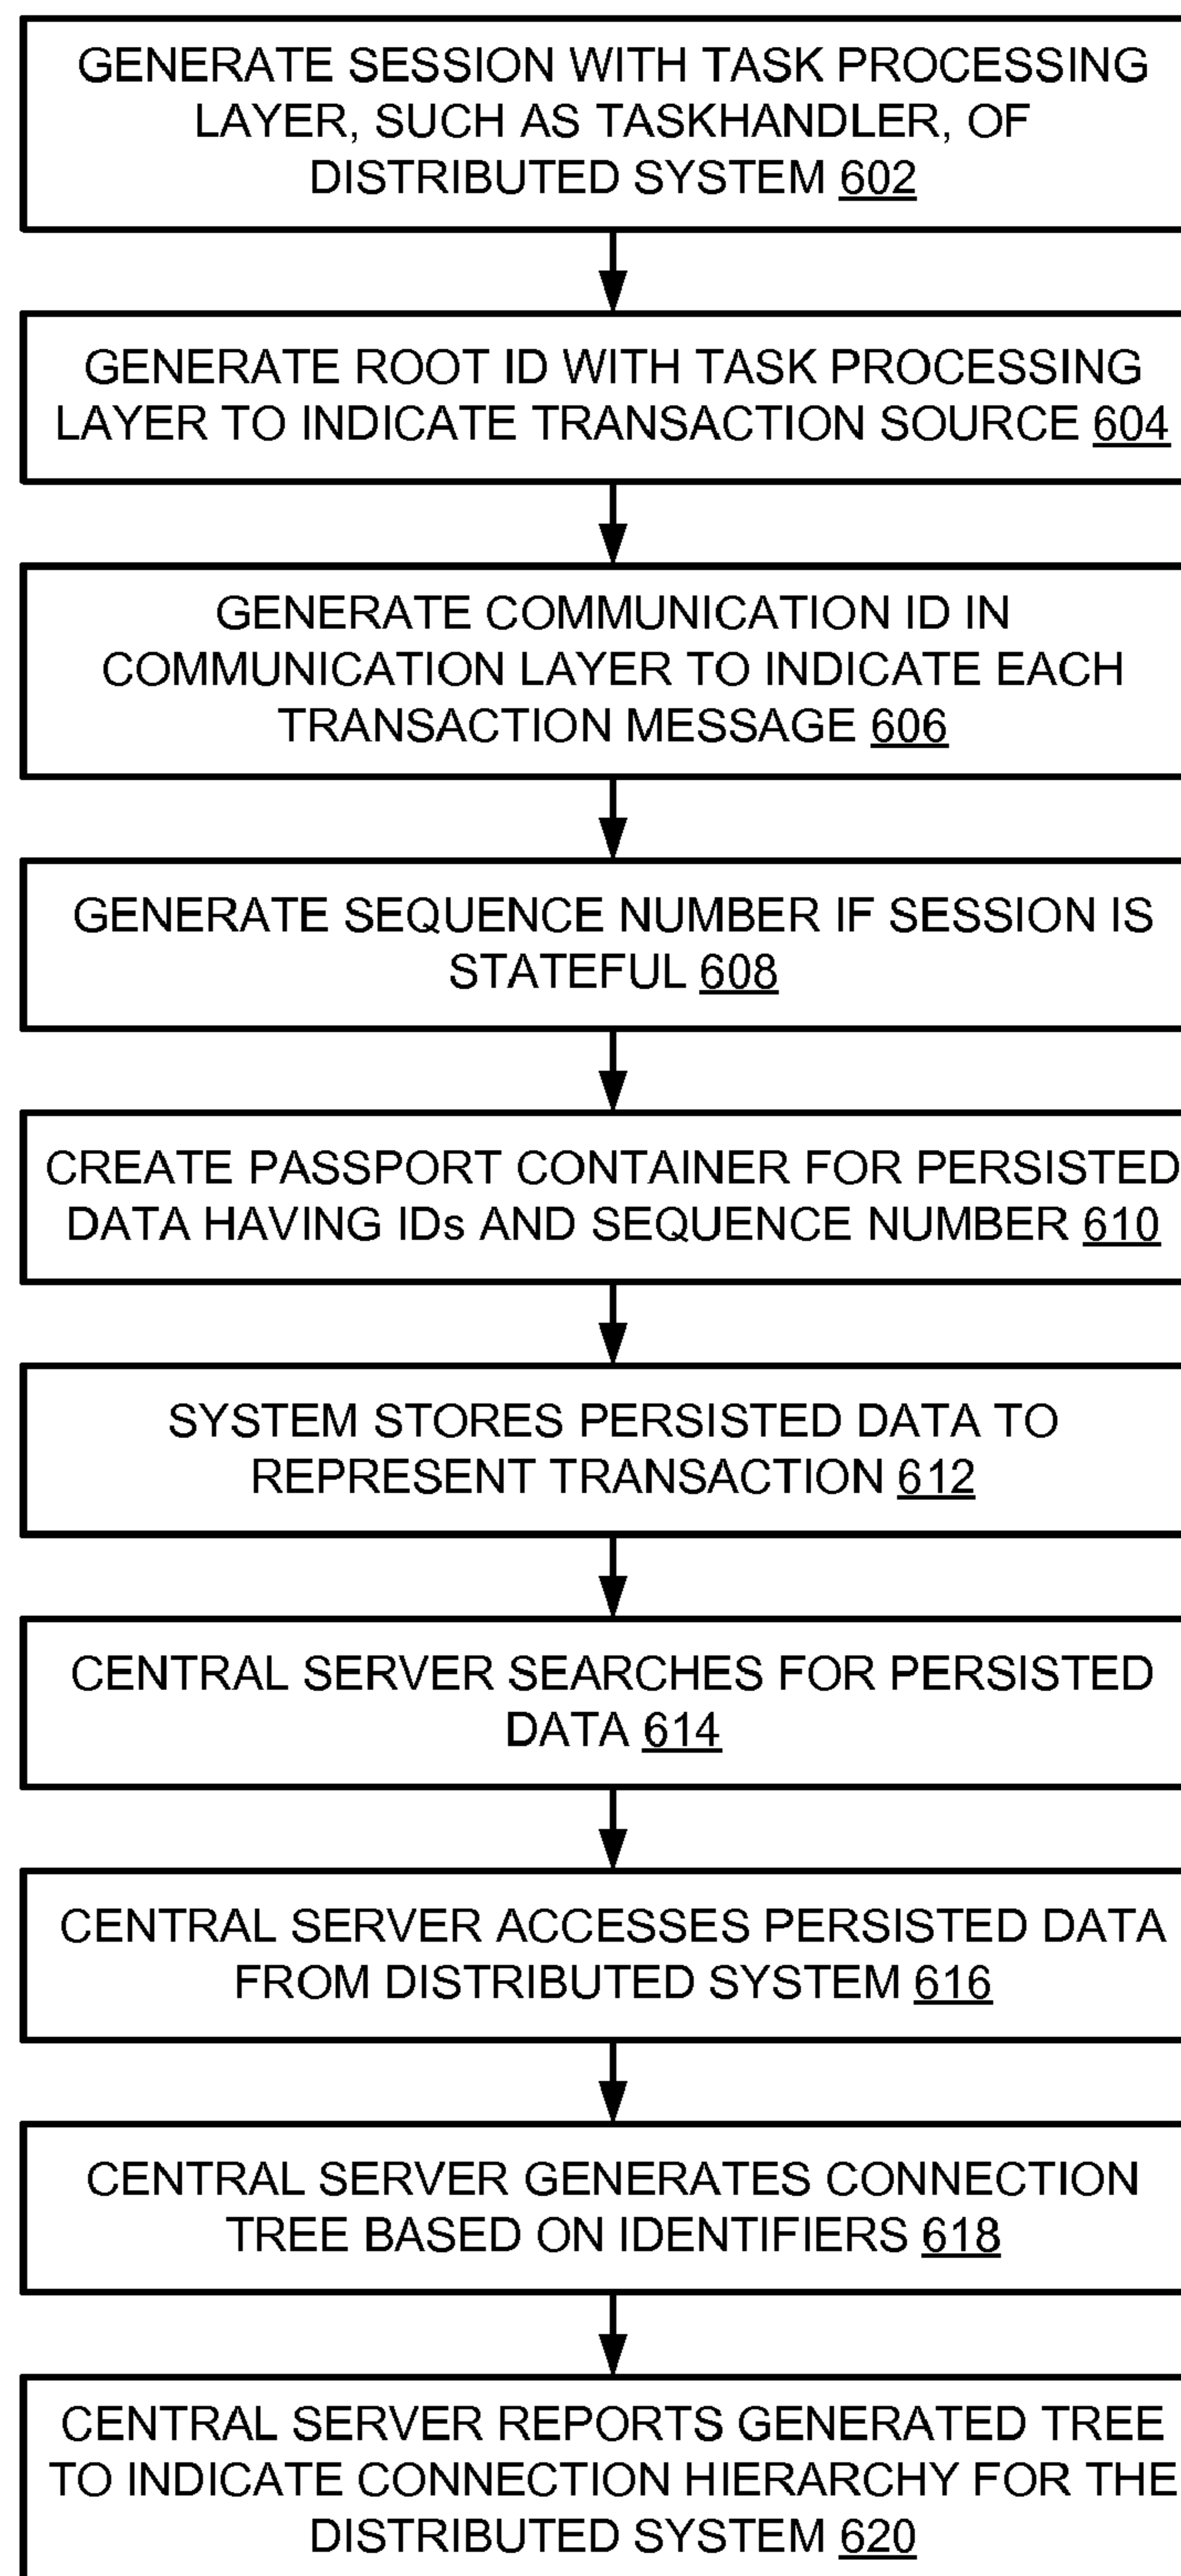 GENERATE SESSION WITH TASK PROCESSING
LAYER, SUCH AS TASKHANDLER, OF
DISTRIBUTED SYSTEM 602
GENERATE ROOT ID WITH TASK PROCESSING
LAYER TO INDICATE TRANSACTION SOURCE 604
GENERATE COMMUNICATION ID IN
COMMUNICATION LAYER TO INDICATE EACH
TRANSACTION MESSAGE 606
GENERATE SEQUENCE NUMBER IF SESSION IS
STATEFUL 608
CREATE PASSPORT CONTAINER FOR PERSISTED
DATA HAVING IDs AND SEQUENCE NUMBER 610
SYSTEM STORES PERSISTED DATA TO
REPRESENT TRANSACTION 612
CENTRAL SERVER SEARCHES FOR PERSISTED
DATA 614
CENTRAL SERVER ACCESSES PERSISTED DATA
FROM DISTRIBUTED SYSTEM 616
CENTRAL SERVER GENERATES CONNECTION
TREE BASED ON IDENTIFIERS 618
CENTRAL SERVER REPORTS GENERATED TREE
TO INDICATE CONNECTION HIERARCHY FOR THE
DISTRIBUTED SYSTEM 620